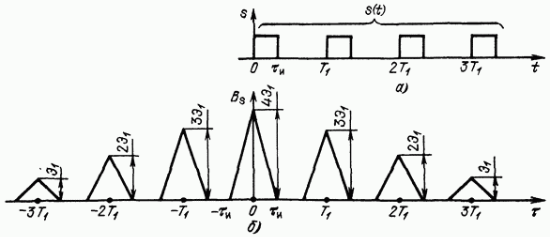 s
s(t)
0 τи T₁ 2T₁ 3T₁ t
а)
Bs
Э₁ 2Э₁ 3Э₁ 4Э₁ 3Э₁ 2Э₁ Э₁
-3T₁ -2T₁ -T₁ -τи 0 τи T₁ 2T₁ 3T₁ τ
б)